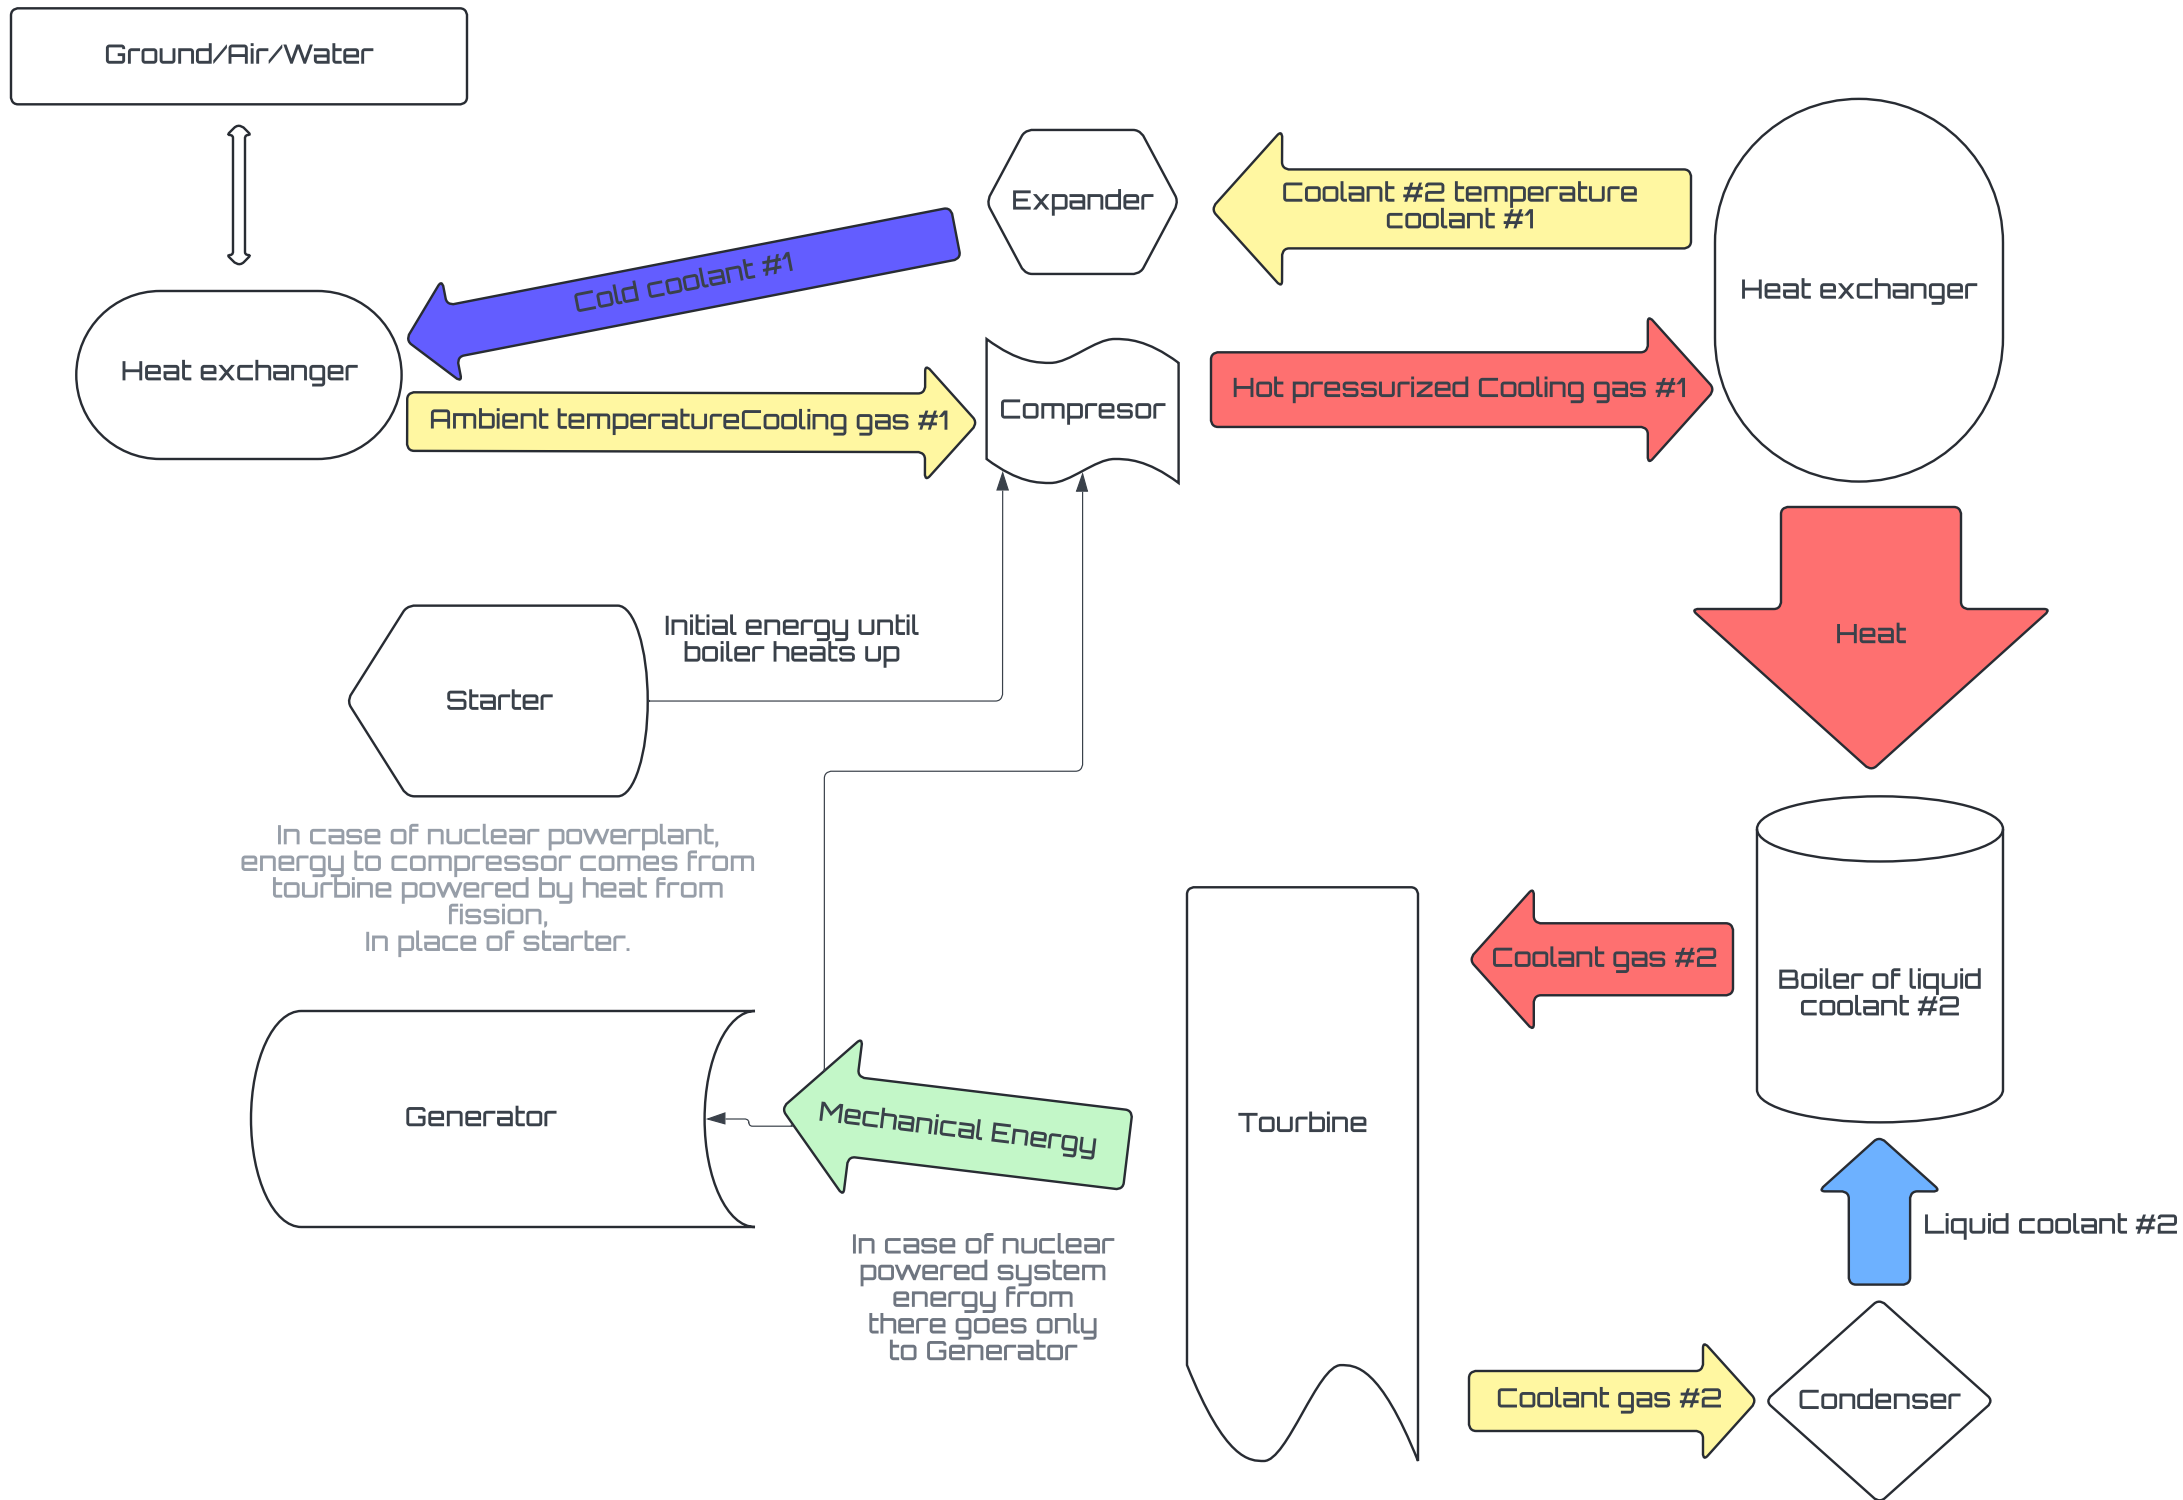 Ground/Air/Water
Expander
Coolant #2 temperature
coolant #1
Heat exchanger
Cold coolant #1
Heat exchanger
Ambient temperatureCooling gas #1
Compresor
Hot pressurized Cooling gas #1
Heat
Initial energy until
boiler heats up
Starter
In case of nuclear powerplant,
energy to compressor comes from
tourbine powered by heat from
fission,
In place of starter.
Coolant gas #2
Boiler of liquid
coolant #2
Generator
Mechanical Energy
Tourbine
In case of nuclear
powered system
energy from
there goes only
to Generator
Liquid coolant #2
Coolant gas #2
Condenser